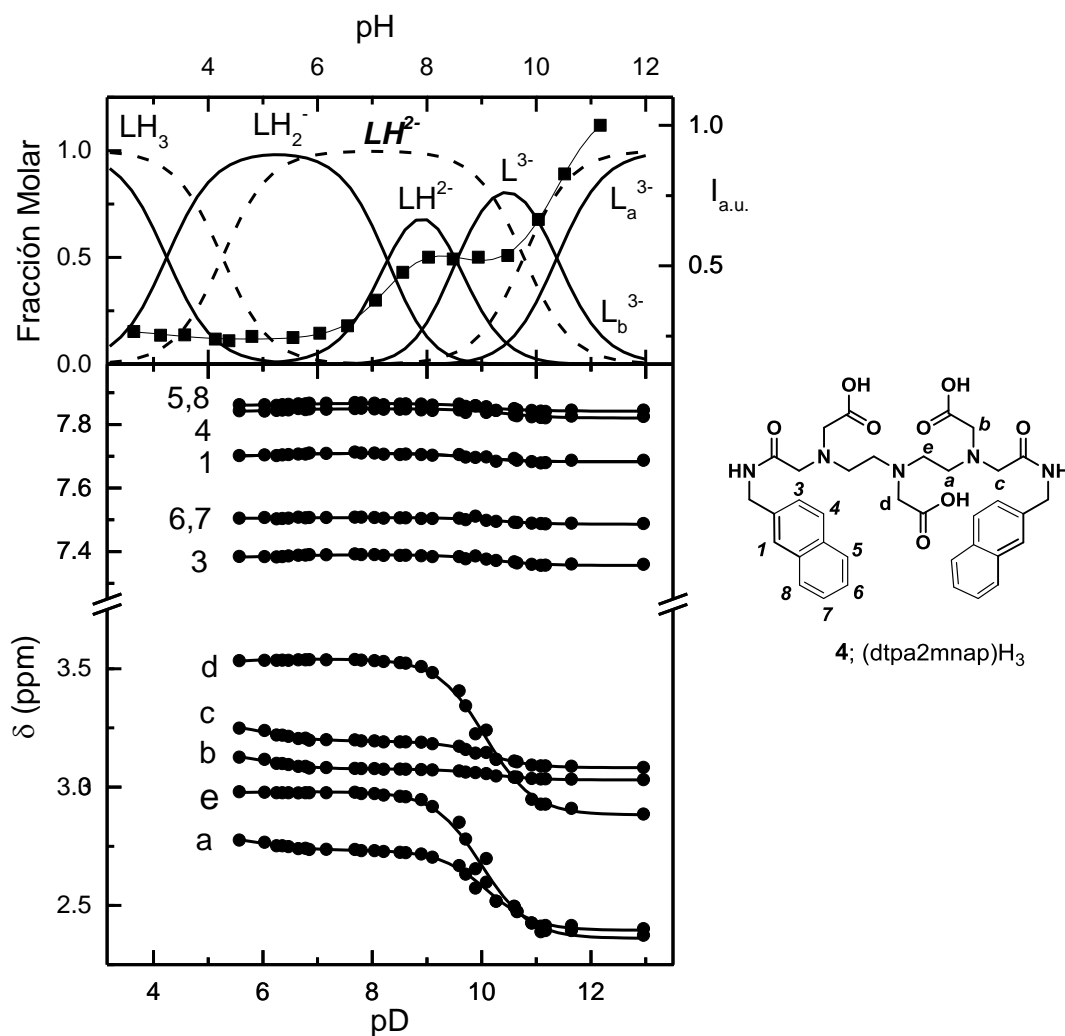 pH
4 6 8 10 12
LH₃ LH₂⁻ LH²⁻ L³⁻
LH²⁻ Lₐ³⁻
L_b³⁻
Fracción Molar
1.0
0.5
0.0
1.0
0.5
I a.u.
5,8
4
1
6,7
3
7.8
7.6
7.4
δ (ppm)
3.5
3.0
2.5
d
c
b
e
a
4 6 8 10 12
pD
OH OH
O O b
O e O
N N N
NH a c NH
3 d OH
4 O
1 5
8 6
7
4; (dtpa2mnap)H₃